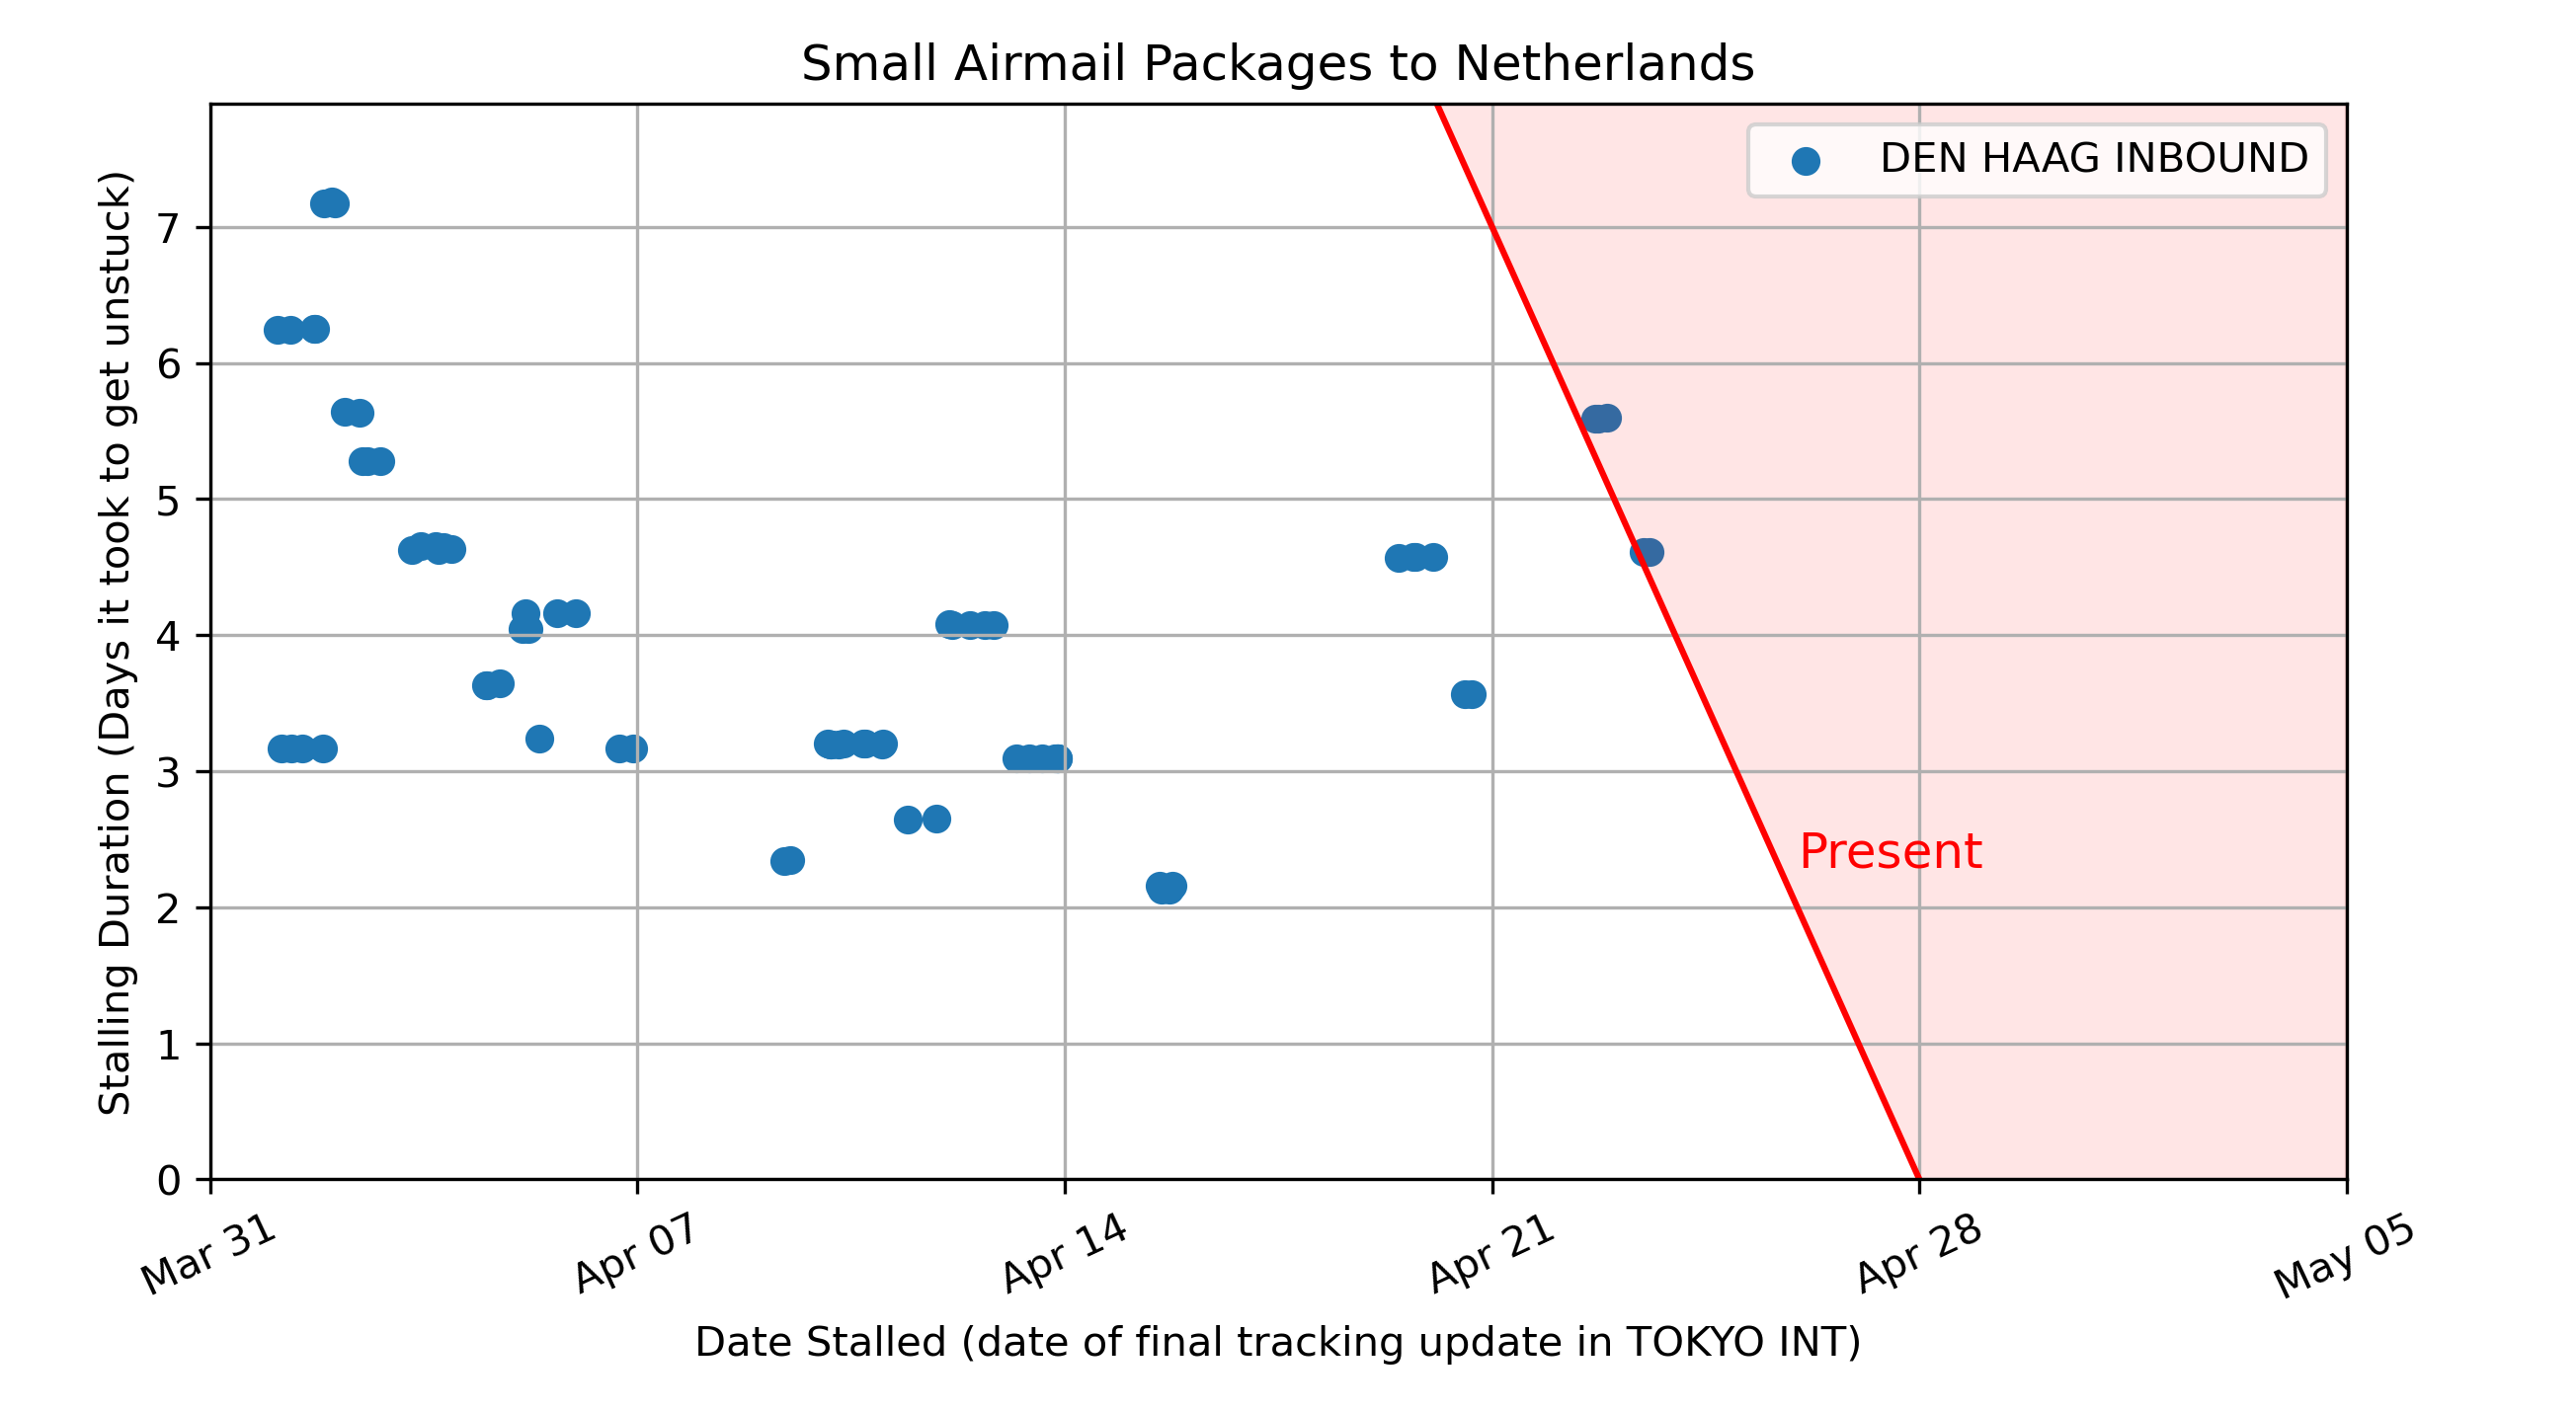 Small Airmail Packages to Netherlands
DEN HAAG INBOUND
Stalling Duration (Days it took to get unstuck)
7
6
5
4
3
2
1
0
Present
Mar 31
Apr 07
Apr 14
Apr 21
Apr 28
May 05
Date Stalled (date of final tracking update in TOKYO INT)